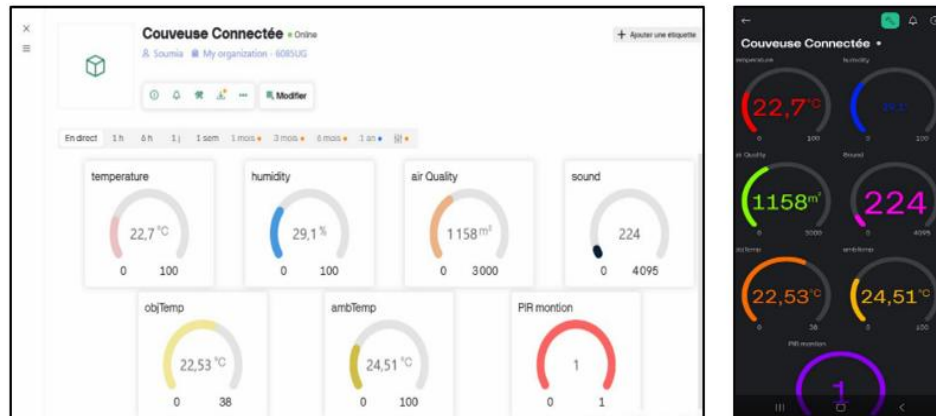 Couveuse Connectée • Online
Soumia My organization - 6085UG
+ Ajouter une étiquette
Modifier
En direct 1 h 6 h 1 j 1 sem 1 mois 3 mois 6 mois 1 an
temperature humidity air Quality sound
22,7 °C 29,1 % 1158 m³ 224
0 100 0 100 0 3000 0 4095
objTemp ambTemp PIR montion
22,53 °C 24,51 °C 1
0 38 0 100 0 1
Couveuse Connectée •
emperature humidity
22,7°C
0 100 0 100
ir Quality Sound
1158m³ 224
0 3000 0 4095
objTemp ambTemp
22,53°C 24,51°C
0 38 0 100
PIR montion
1